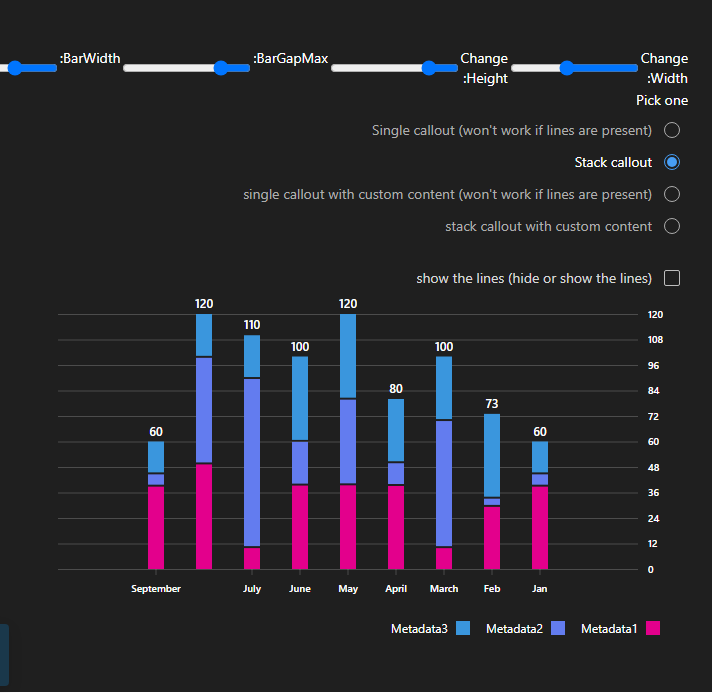 :BarWidth
:BarGapMax
Change :Height
Change :Width
Pick one
Single callout (won't work if lines are present)
Stack callout
single callout with custom content (won't work if lines are present)
stack callout with custom content
show the lines (hide or show the lines)
120
108
96
84
72
60
48
36
24
12
0
60
120
110
100
120
80
100
73
60
September
July
June
May
April
March
Feb
Jan
Metadata3
Metadata2
Metadata1